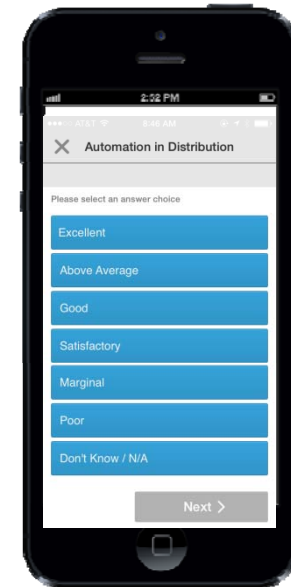 2:52 PM
AT&T 8:48 AM
Automation in Distribution
Please select an answer choice
Excellent
Above Average
Good
Satisfactory
Marginal
Poor
Don't Know / N/A
Next